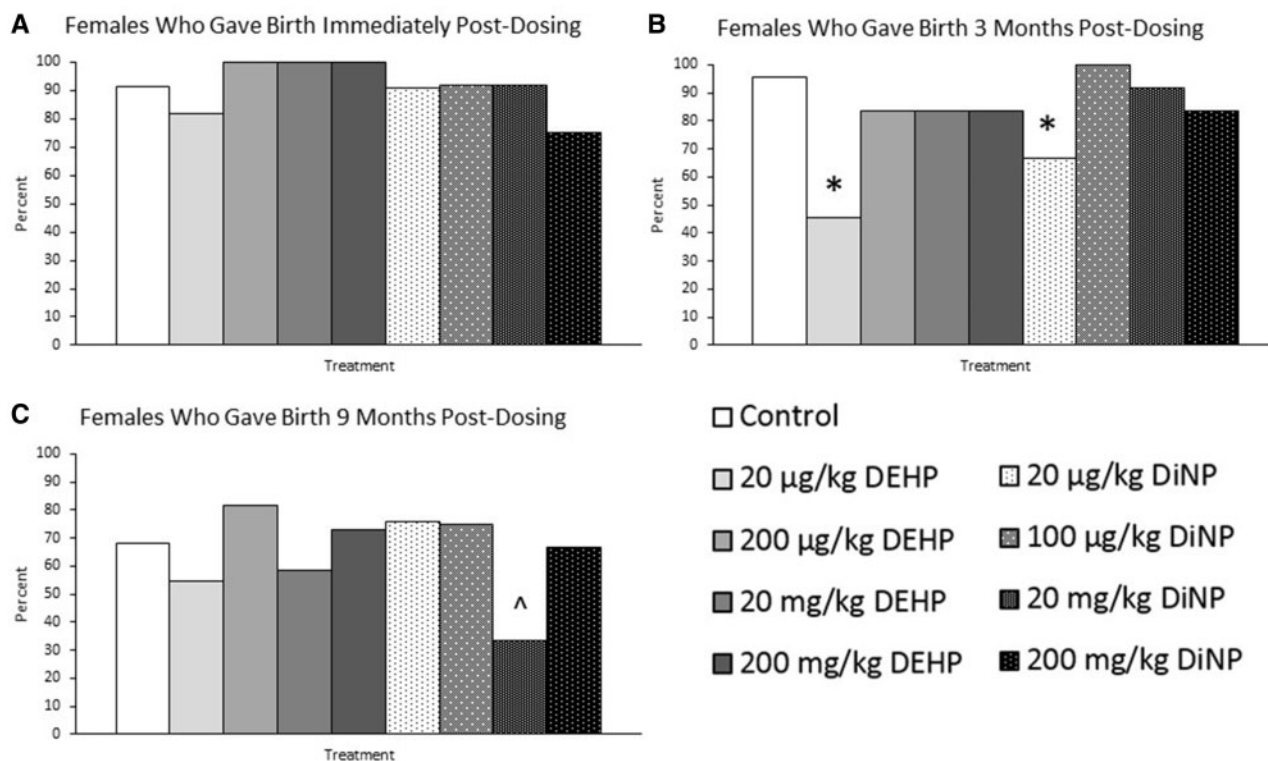 A Females Who Gave Birth Immediately Post-Dosing
100
90
80
70
60
50
40
30
20
10
0
Percent
Treatment
B Females Who Gave Birth 3 Months Post-Dosing
100
90
80
70
60
50
40
30
20
10
0
Percent
*
*
Treatment
C Females Who Gave Birth 9 Months Post-Dosing
100
90
80
70
60
50
40
30
20
10
0
Percent
^
Treatment
Control
20 µg/kg DEHP
200 µg/kg DEHP
20 mg/kg DEHP
200 mg/kg DEHP
20 µg/kg DiNP
100 µg/kg DiNP
20 mg/kg DiNP
200 mg/kg DiNP